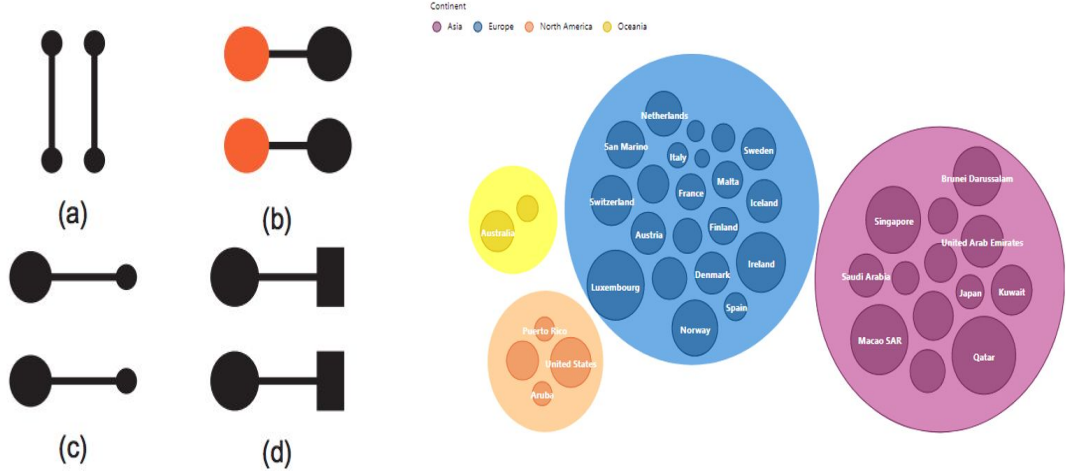 (a)
(b)
(c)
(d)
Continent
Asia Europe North America Oceania
Netherlands
San Marino
Italy
Sweden
Switzerland
France
Malta
Iceland
Austria
Finland
Luxembourg
Denmark
Ireland
Spain
Norway
Australia
Puerto Rico
United States
Aruba
Brunei Darussalam
Singapore
United Arab Emirates
Saudi Arabia
Japan
Kuwait
Macao SAR
Qatar